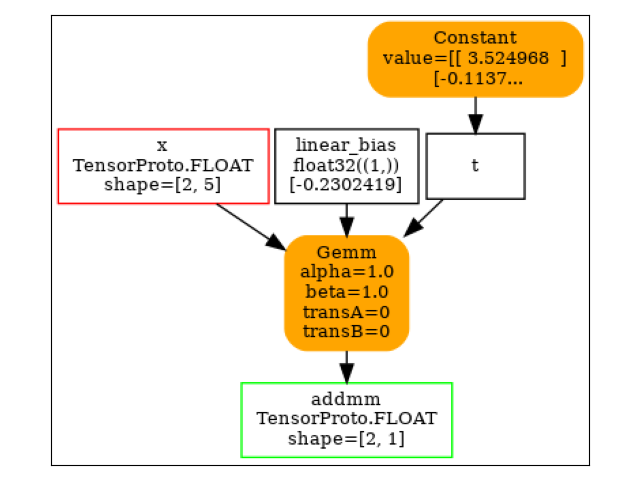 Constant
value=[[ 3.524968  ]
[-0.1137...
x
TensorProto.FLOAT
shape=[2, 5]
linear_bias
float32((1,))
[-0.2302419]
t
Gemm
alpha=1.0
beta=1.0
transA=0
transB=0
addmm
TensorProto.FLOAT
shape=[2, 1]